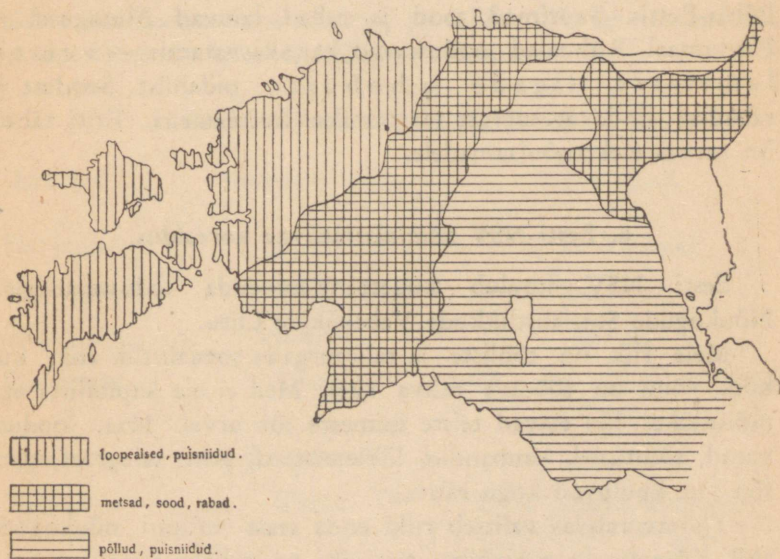 loopealsed, puisniidud.
metsad, sood, rabad.
põllud, puisniidud.